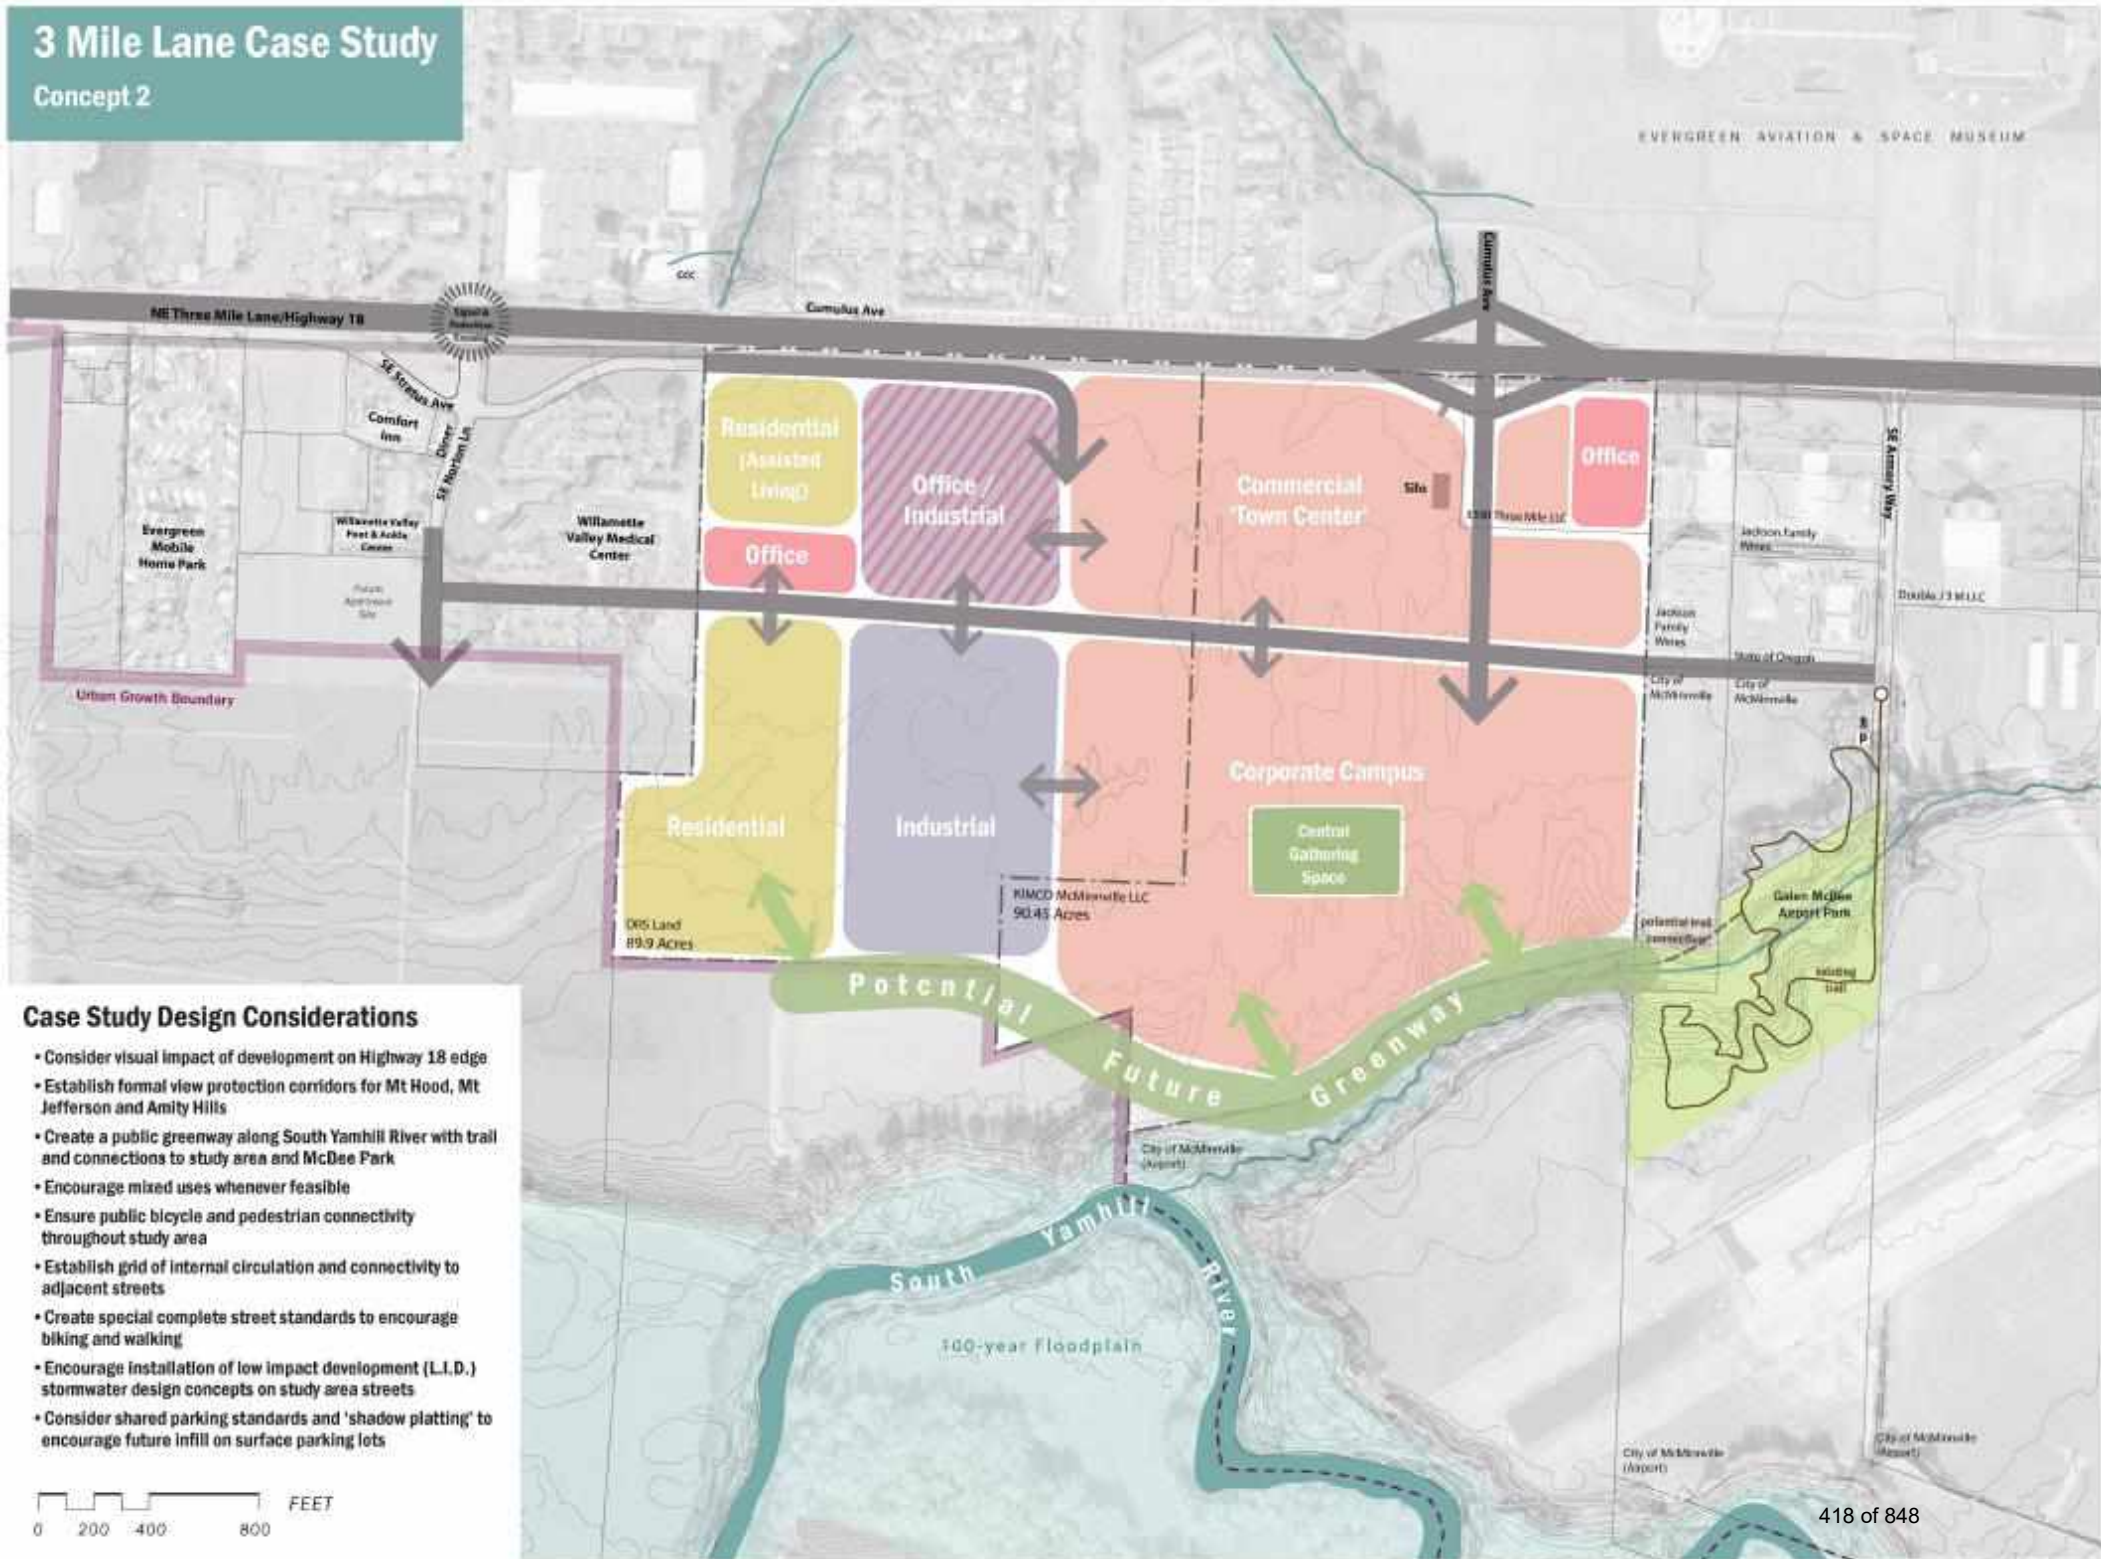 3 Mile Lane Case Study
Concept 2
EVERGREEN AVIATION & SPACE MUSEUM
Cumulus Ave
CCC
Cumulus Ave
NE Three Mile Lane/Highway 18
SE Stratus Ave
Comfort
Inn
Diner
SE Norton Ln
Willamette Valley
Foot & Ankle
Center
Future
Apartment
Site
Evergreen
Mobile
Home Park
Willamette
Valley Medical
Center
Urban Growth Boundary
Residential
(Assisted
Living)
Office
Office /
Industrial
Commercial
'Town Center'
Silo
Three Mile LLC
Office
SE Armory Way
Jackson Family
Wines
Double J 3 M LLC
Jackson
Family
Wines
State of Oregon
City of
McMinnville
City of
McMinnville
Residential
Industrial
Corporate Campus
Central
Gathering
Space
KIMCO McMinnville LLC
90.45 Acres
DRS Land
89.9 Acres
potential trail
connection
Galen McBee
Airport Park
existing
trail
Potential Future Greenway
City of McMinnville
(Airport)
South Yamhill River
100-year Floodplain
City of McMinnville
(Airport)
City of McMinnville
(Airport)
Case Study Design Considerations
• Consider visual impact of development on Highway 18 edge
• Establish formal view protection corridors for Mt Hood, Mt
Jefferson and Amity Hills
• Create a public greenway along South Yamhill River with trail
and connections to study area and McBee Park
• Encourage mixed uses whenever feasible
• Ensure public bicycle and pedestrian connectivity
throughout study area
• Establish grid of internal circulation and connectivity to
adjacent streets
• Create special complete street standards to encourage
biking and walking
• Encourage installation of low impact development (L.I.D.)
stormwater design concepts on study area streets
• Consider shared parking standards and 'shadow platting' to
encourage future infill on surface parking lots
FEET
0 200 400 800
418 of 848